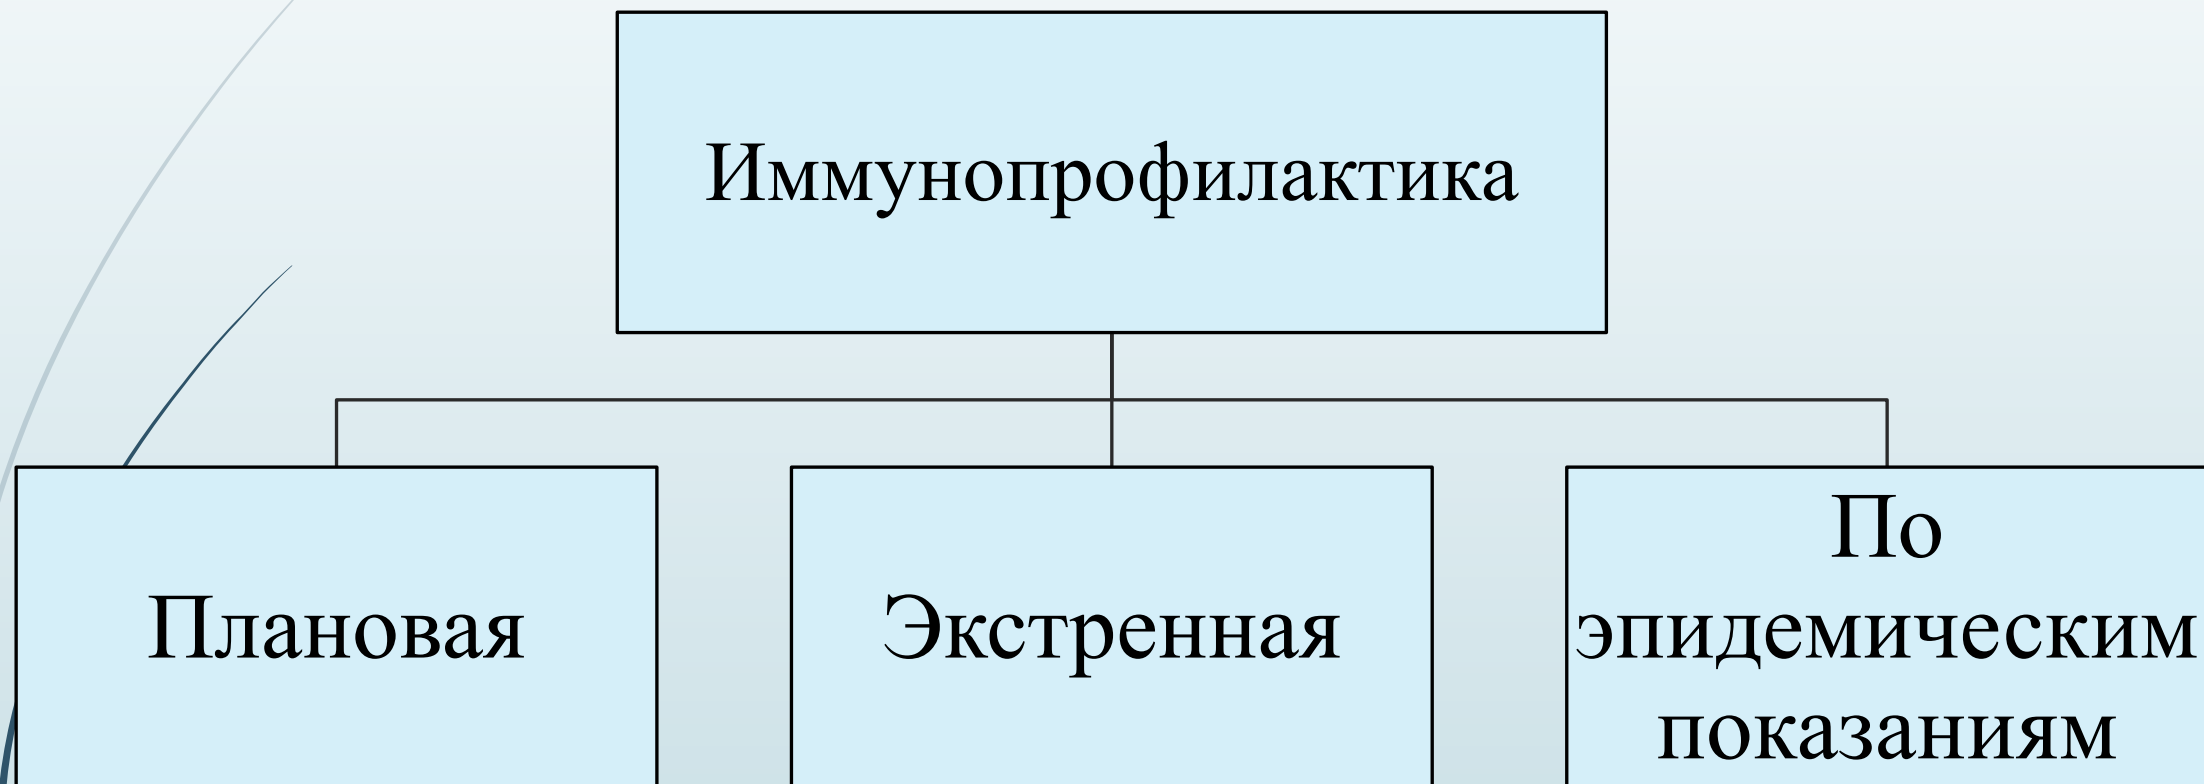 Иммунопрофилактика
Плановая
Экстренная
По
эпидемическим
показаниям